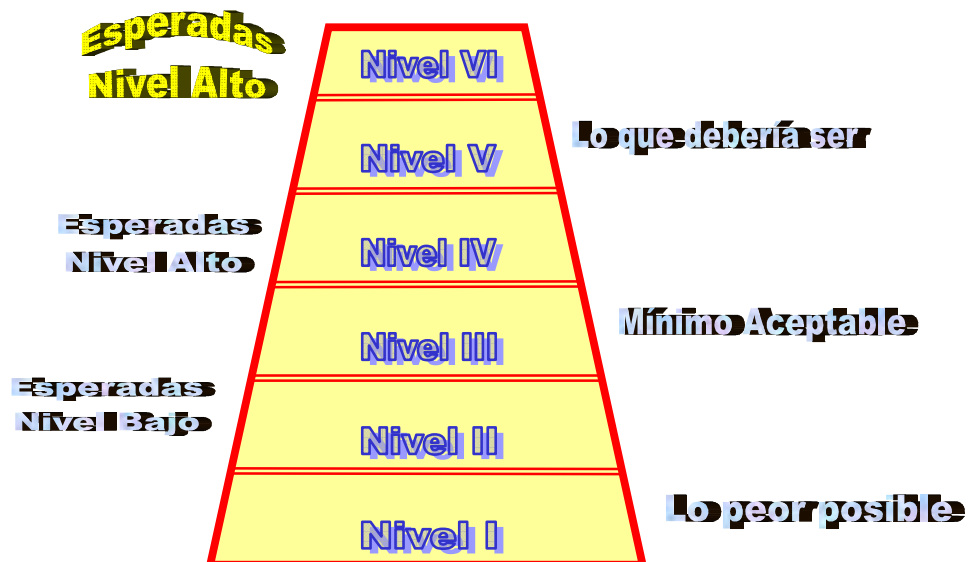 Esperadas
Nivel Alto
Nivel VI
Lo que debería ser
Nivel V
Esperadas
Nivel Alto
Nivel IV
Mínimo Aceptable
Nivel III
Esperadas
Nivel Bajo
Nivel II
Lo peor posible
Nivel I